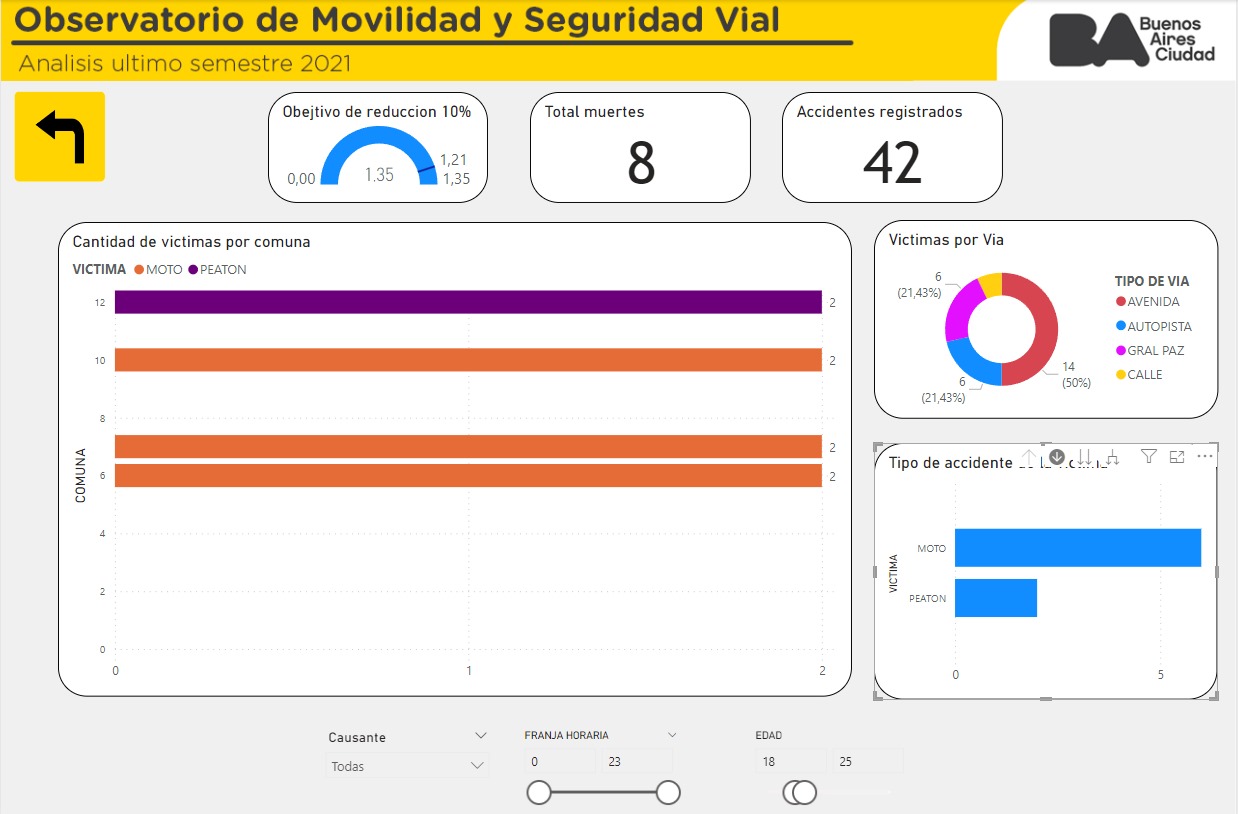 Observatorio de Movilidad y Seguridad Vial
Analisis ultimo semestre 2021
BA Buenos
Aires
Ciudad
Obejtivo de reduccion 10%
0,00
1.35
1,21
1,35
Total muertes
8
Accidentes registrados
42
Cantidad de victimas por comuna
VICTIMA MOTO PEATON
12
2
10
2
8
2
6
2
4
2
0
COMUNA
0
1
2
Victimas por Via
6
(21,43%)
14
(50%)
6
(21,43%)
TIPO DE VIA
AVENIDA
AUTOPISTA
GRAL PAZ
CALLE
Tipo de accidente
VICTIMA
MOTO
PEATON
0
5
Causante
Todas
FRANJA HORARIA
0
23
EDAD
18
25